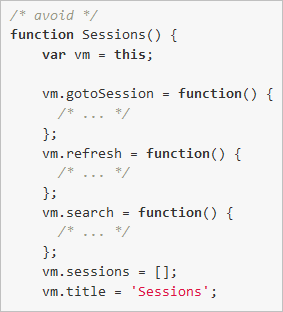 /* avoid */
function Sessions() {
    var vm = this;

    vm.gotoSession = function() {
      /* ... */
    };
    vm.refresh = function() {
      /* ... */
    };
    vm.search = function() {
      /* ... */
    };
    vm.sessions = [];
    vm.title = 'Sessions';